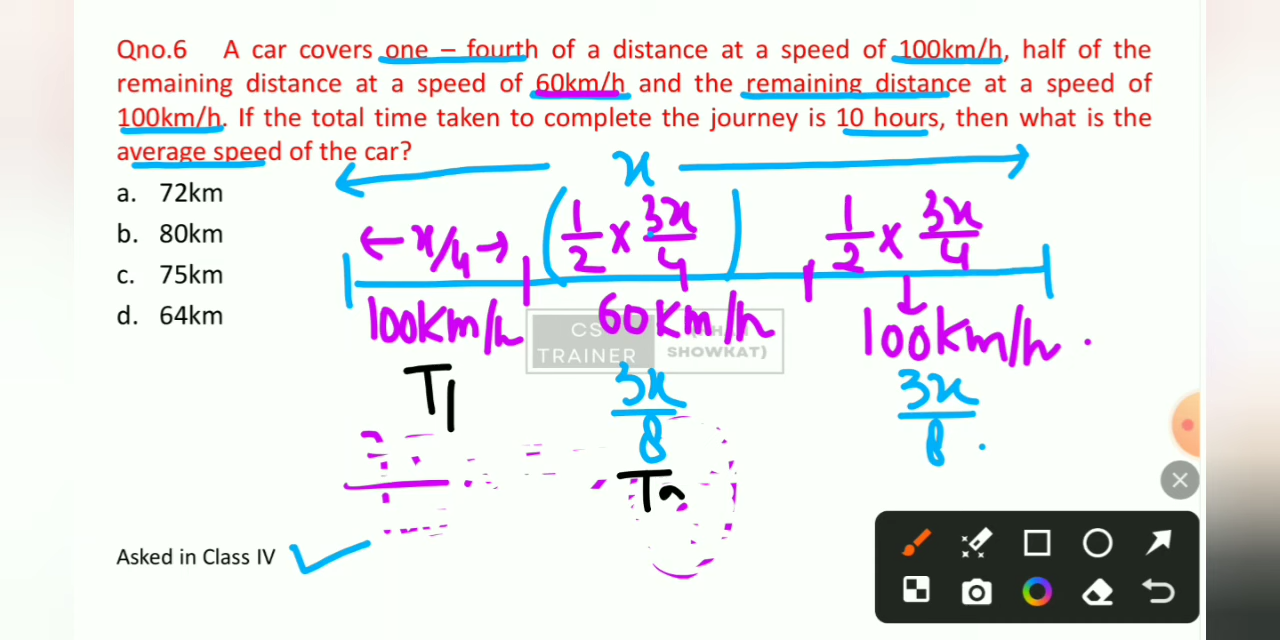 Qno.6 A car covers one – fourth of a distance at a speed of 100km/h, half of the
remaining distance at a speed of 60km/h and the remaining distance at a speed of
100km/h. If the total time taken to complete the journey is 10 hours, then what is the
average speed of the car?
a. 72km
b. 80km
c. 75km
d. 64km
x
x/4
(1/2 x 3x/4)
1/2 x 3x/4
100km/h
60km/h
100km/h.
CS
TRAINER
SHOWKAT)
T1
3x/8
3x/8.
Asked in Class IV